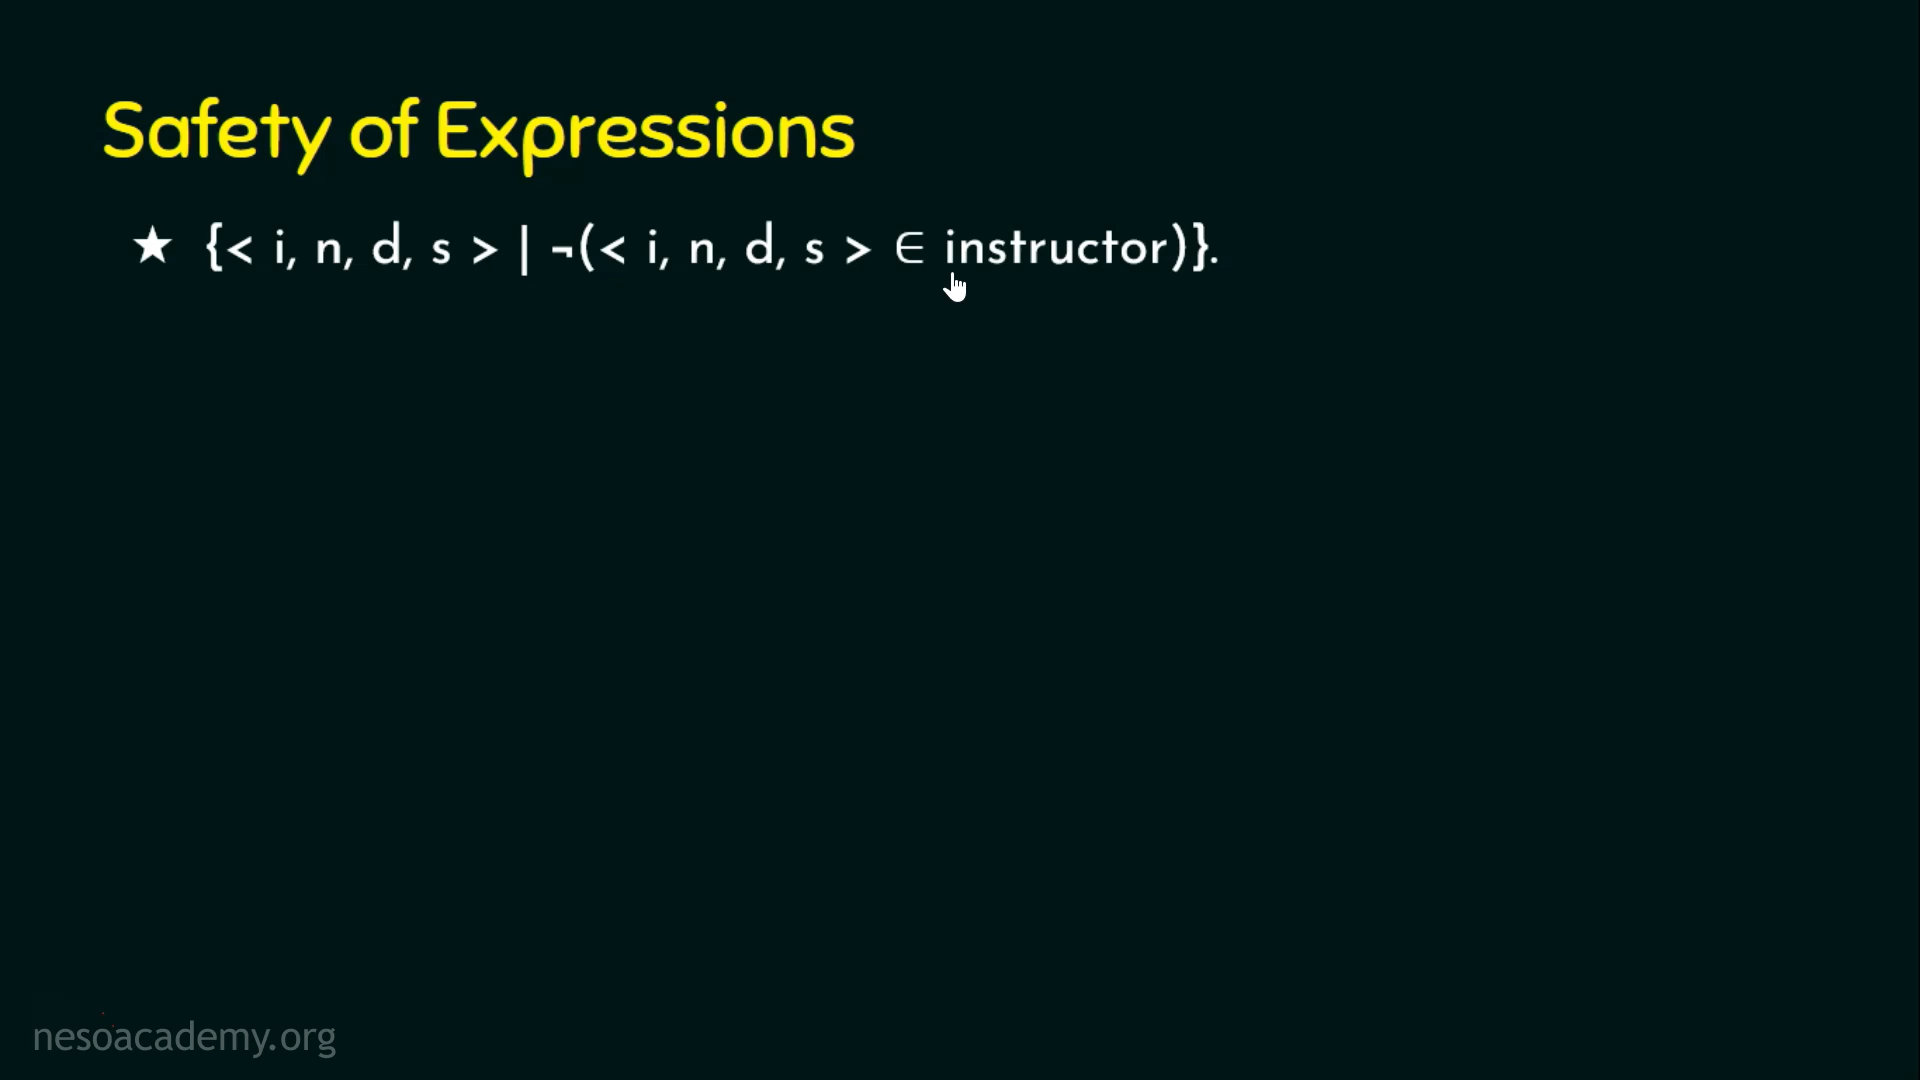 Safety of Expressions
★ {< i, n, d, s > | ¬(< i, n, d, s > ∈ instructor)}.
nesoacademy.org